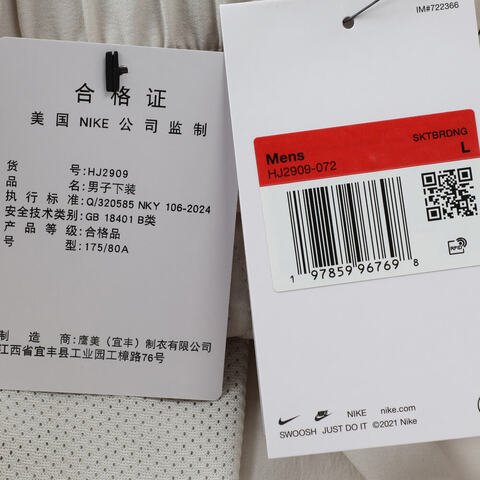 合格证
美国 NIKE 公司监制
货 号:HJ2909
品 名:男子下装
执行标准:Q/320585 NKY 106-2024
安全技术类别:GB 18401 B类
产品等级:合格品
号 型:175/80A
制 造 商:鹰美(宜丰)制衣有限公司
江西省宜丰县工业园工樟路76号
IM#722366
SKTBRDNG
Mens L
HJ2909-072
1 97859 96769 8
RFID
NIKE nike.com
SWOOSH JUST DO IT ©2021 Nike